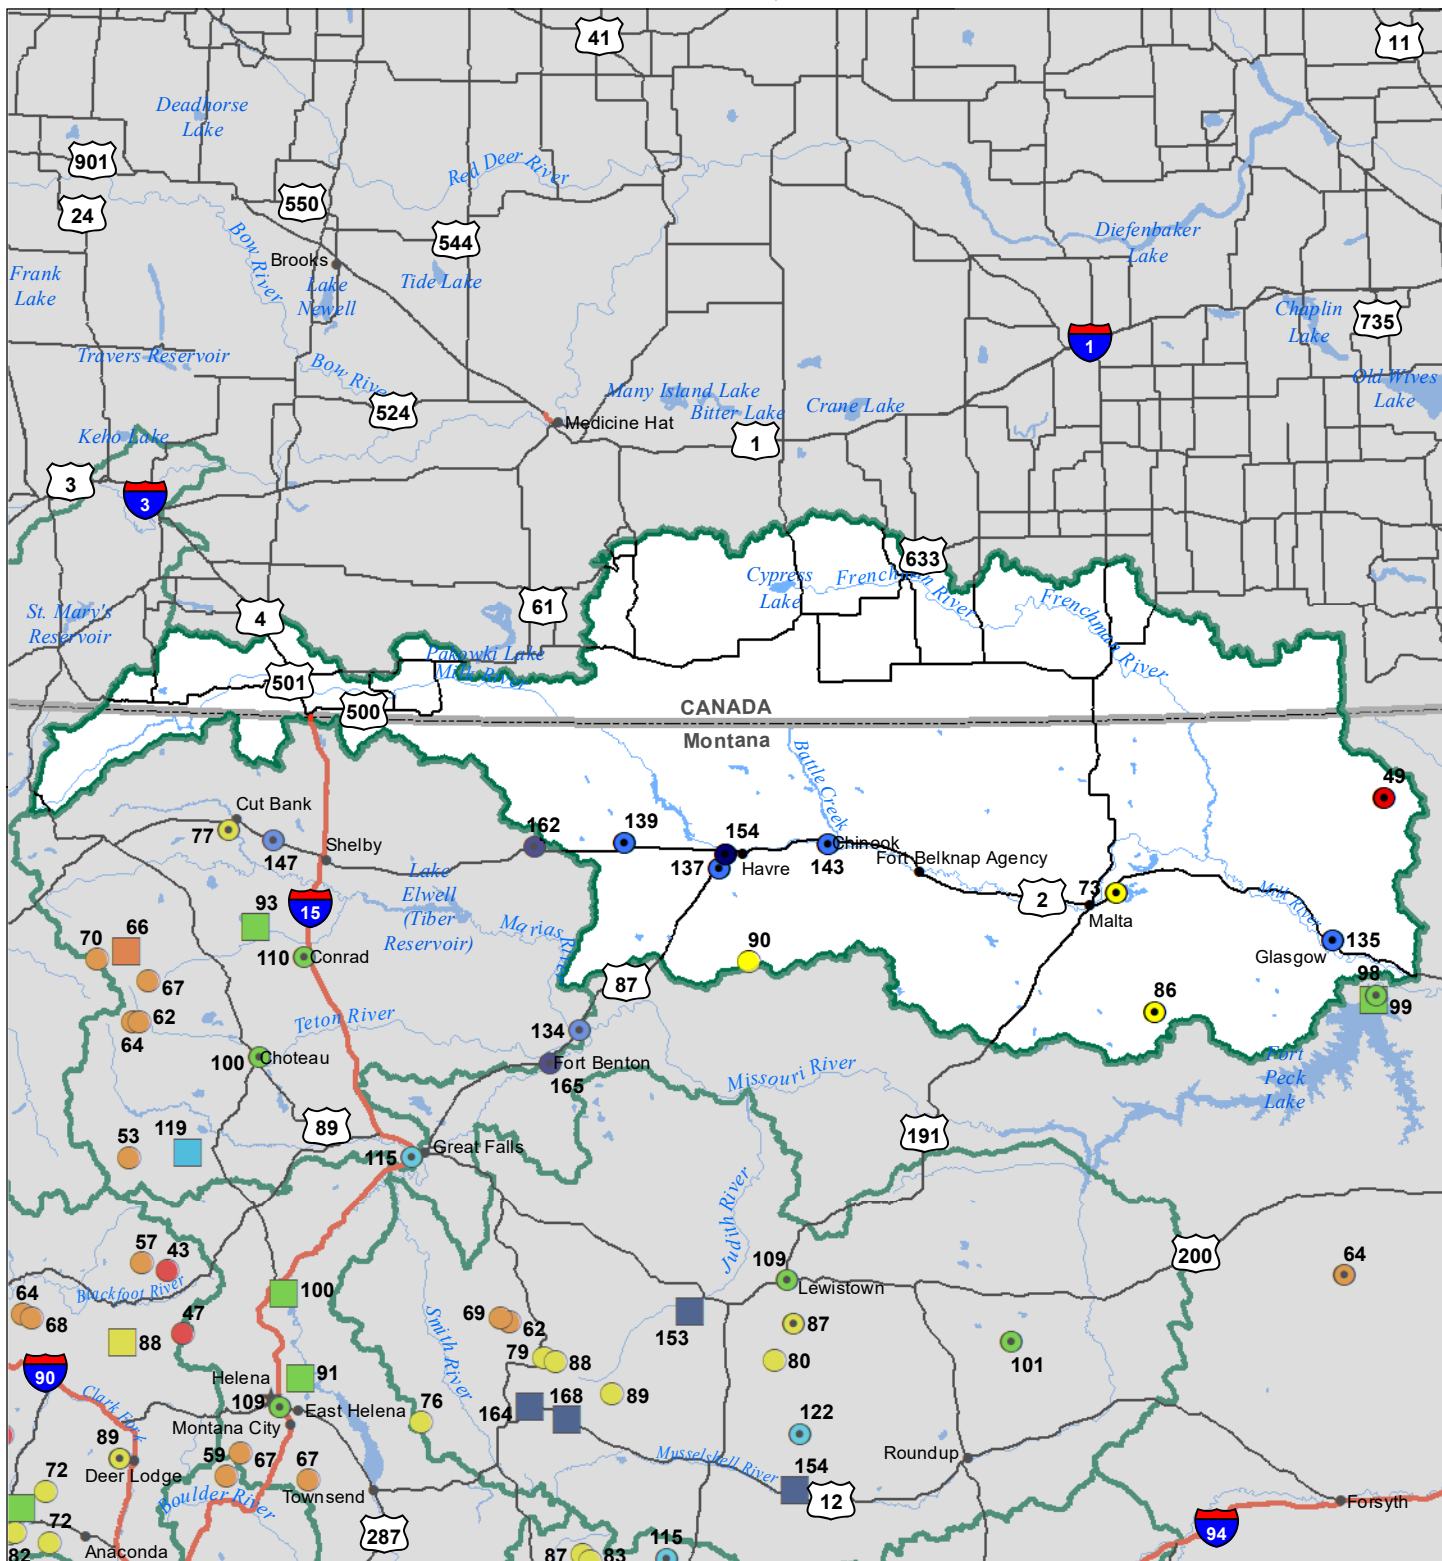 41
11
Deadhorse
Lake
901
Red Deer River
550
24
Bow River
544
Diefenbaker
Lake
Brooks
Frank
Lake
Lake
Newell
Tide Lake
Chaplin
Lake
735
1
Travers Reservoir
Bow River
Many Island Lake
Old Wives
Lake
524
Bitter Lake
Crane Lake
Medicine Hat
Keho Lake
1
3
3
633
Cypress
Lake
Frenchman River
61
St. Mary's
Reservoir
4
Frenchman River
Pakowki Lake
Milk River
501
500
CANADA
Montana
Battle Creek
49
Cut Bank
77
147
Shelby
162
139
154
137
Havre
Chinook
143
Fort Belknap Agency
Lake
Elwell
(Tiber
Reservoir)
2
73
Malta
Milk River
93
15
Marias River
70
66
110
Conrad
90
Glasgow
135
98
99
67
87
86
62
64
Teton River
134
Choteau
100
Fort Benton
165
Missouri River
Fort
Peck
Lake
89
191
53
119
115
Great Falls
Judith River
57
43
200
109
64
Blackfoot River
100
Lewistown
64
68
47
88
Smith River
69
62
153
87
101
79
88
80
90
Helena
91
89
Clark Fork
109
East Helena
76
164
168
Montana City
122
89
Deer Lodge
59
67
67
Musselshell River
Roundup
72
Townsend
154
12
Forsyth
Boulder River
287
94
72
82
Anaconda
87
83
115